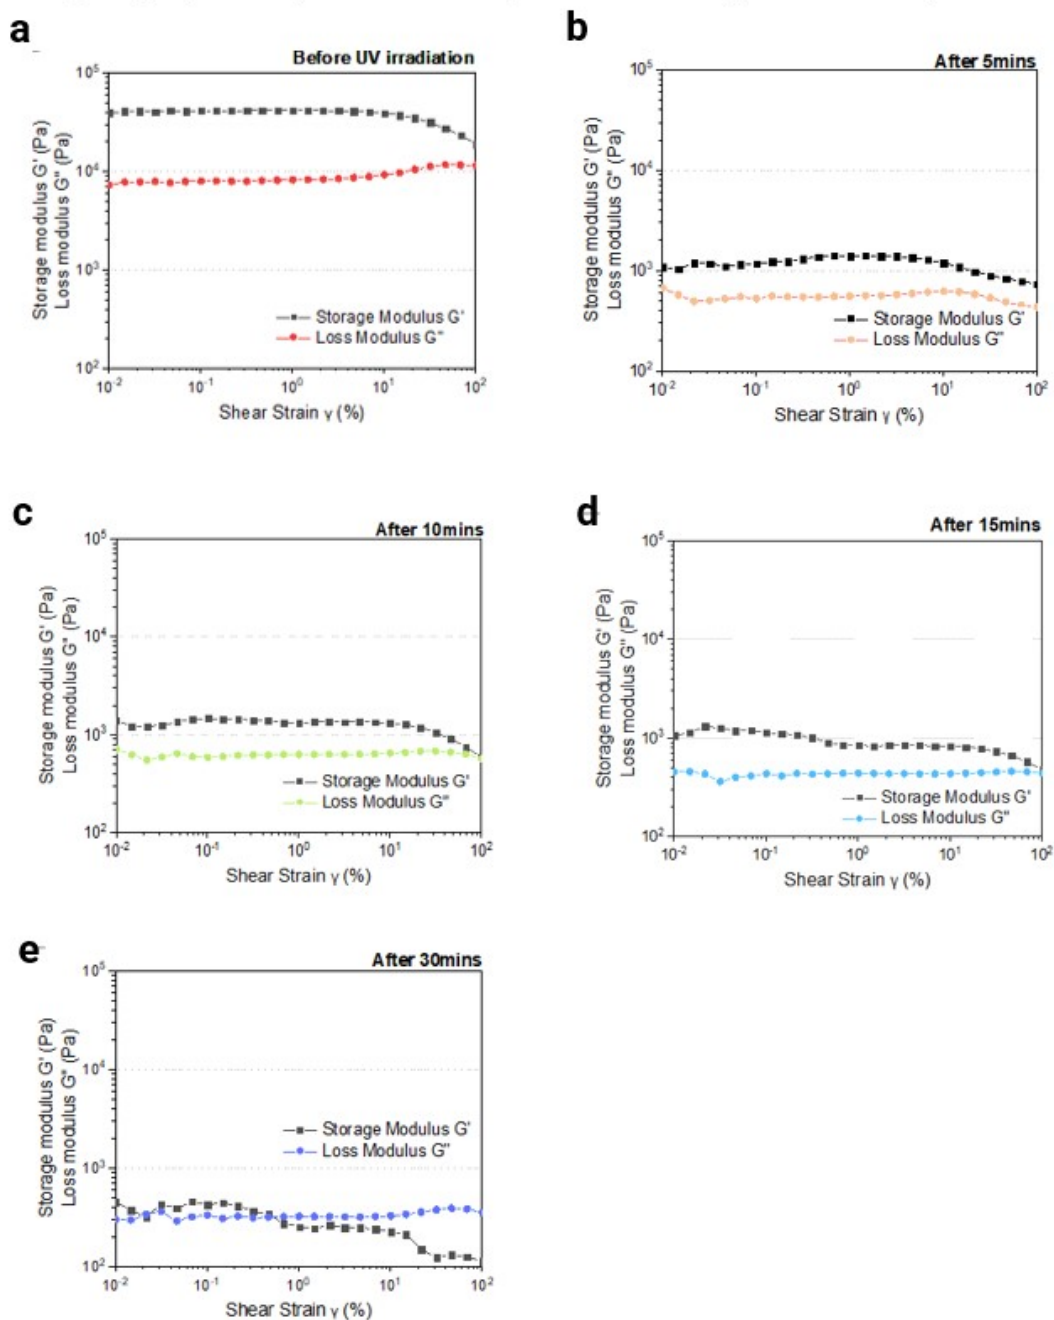 a
Before UV irradiation
10⁵
10⁴
10³
10²
Storage modulus G' (Pa)
Loss modulus G" (Pa)
Storage Modulus G'
Loss Modulus G"
10⁻² 10⁻¹ 10⁰ 10¹ 10²
Shear Strain γ (%)
b
After 5mins
10⁵
10⁴
10³
10²
Storage modulus G' (Pa)
Loss modulus G" (Pa)
Storage Modulus G'
Loss Modulus G"
10⁻² 10⁻¹ 10⁰ 10¹ 10²
Shear Strain γ (%)
c
After 10mins
10⁵
10⁴
10³
10²
Storage modulus G' (Pa)
Loss modulus G" (Pa)
Storage Modulus G'
Loss Modulus G"
10⁻² 10⁻¹ 10⁰ 10¹ 10²
Shear Strain γ (%)
d
After 15mins
10⁵
10⁴
10³
10²
Storage modulus G' (Pa)
Loss modulus G" (Pa)
Storage Modulus G'
Loss Modulus G"
10⁻² 10⁻¹ 10⁰ 10¹ 10²
Shear Strain γ (%)
e
After 30mins
10⁵
10⁴
10³
10²
Storage modulus G' (Pa)
Loss modulus G" (Pa)
Storage Modulus G'
Loss Modulus G"
10⁻² 10⁻¹ 10⁰ 10¹ 10²
Shear Strain γ (%)